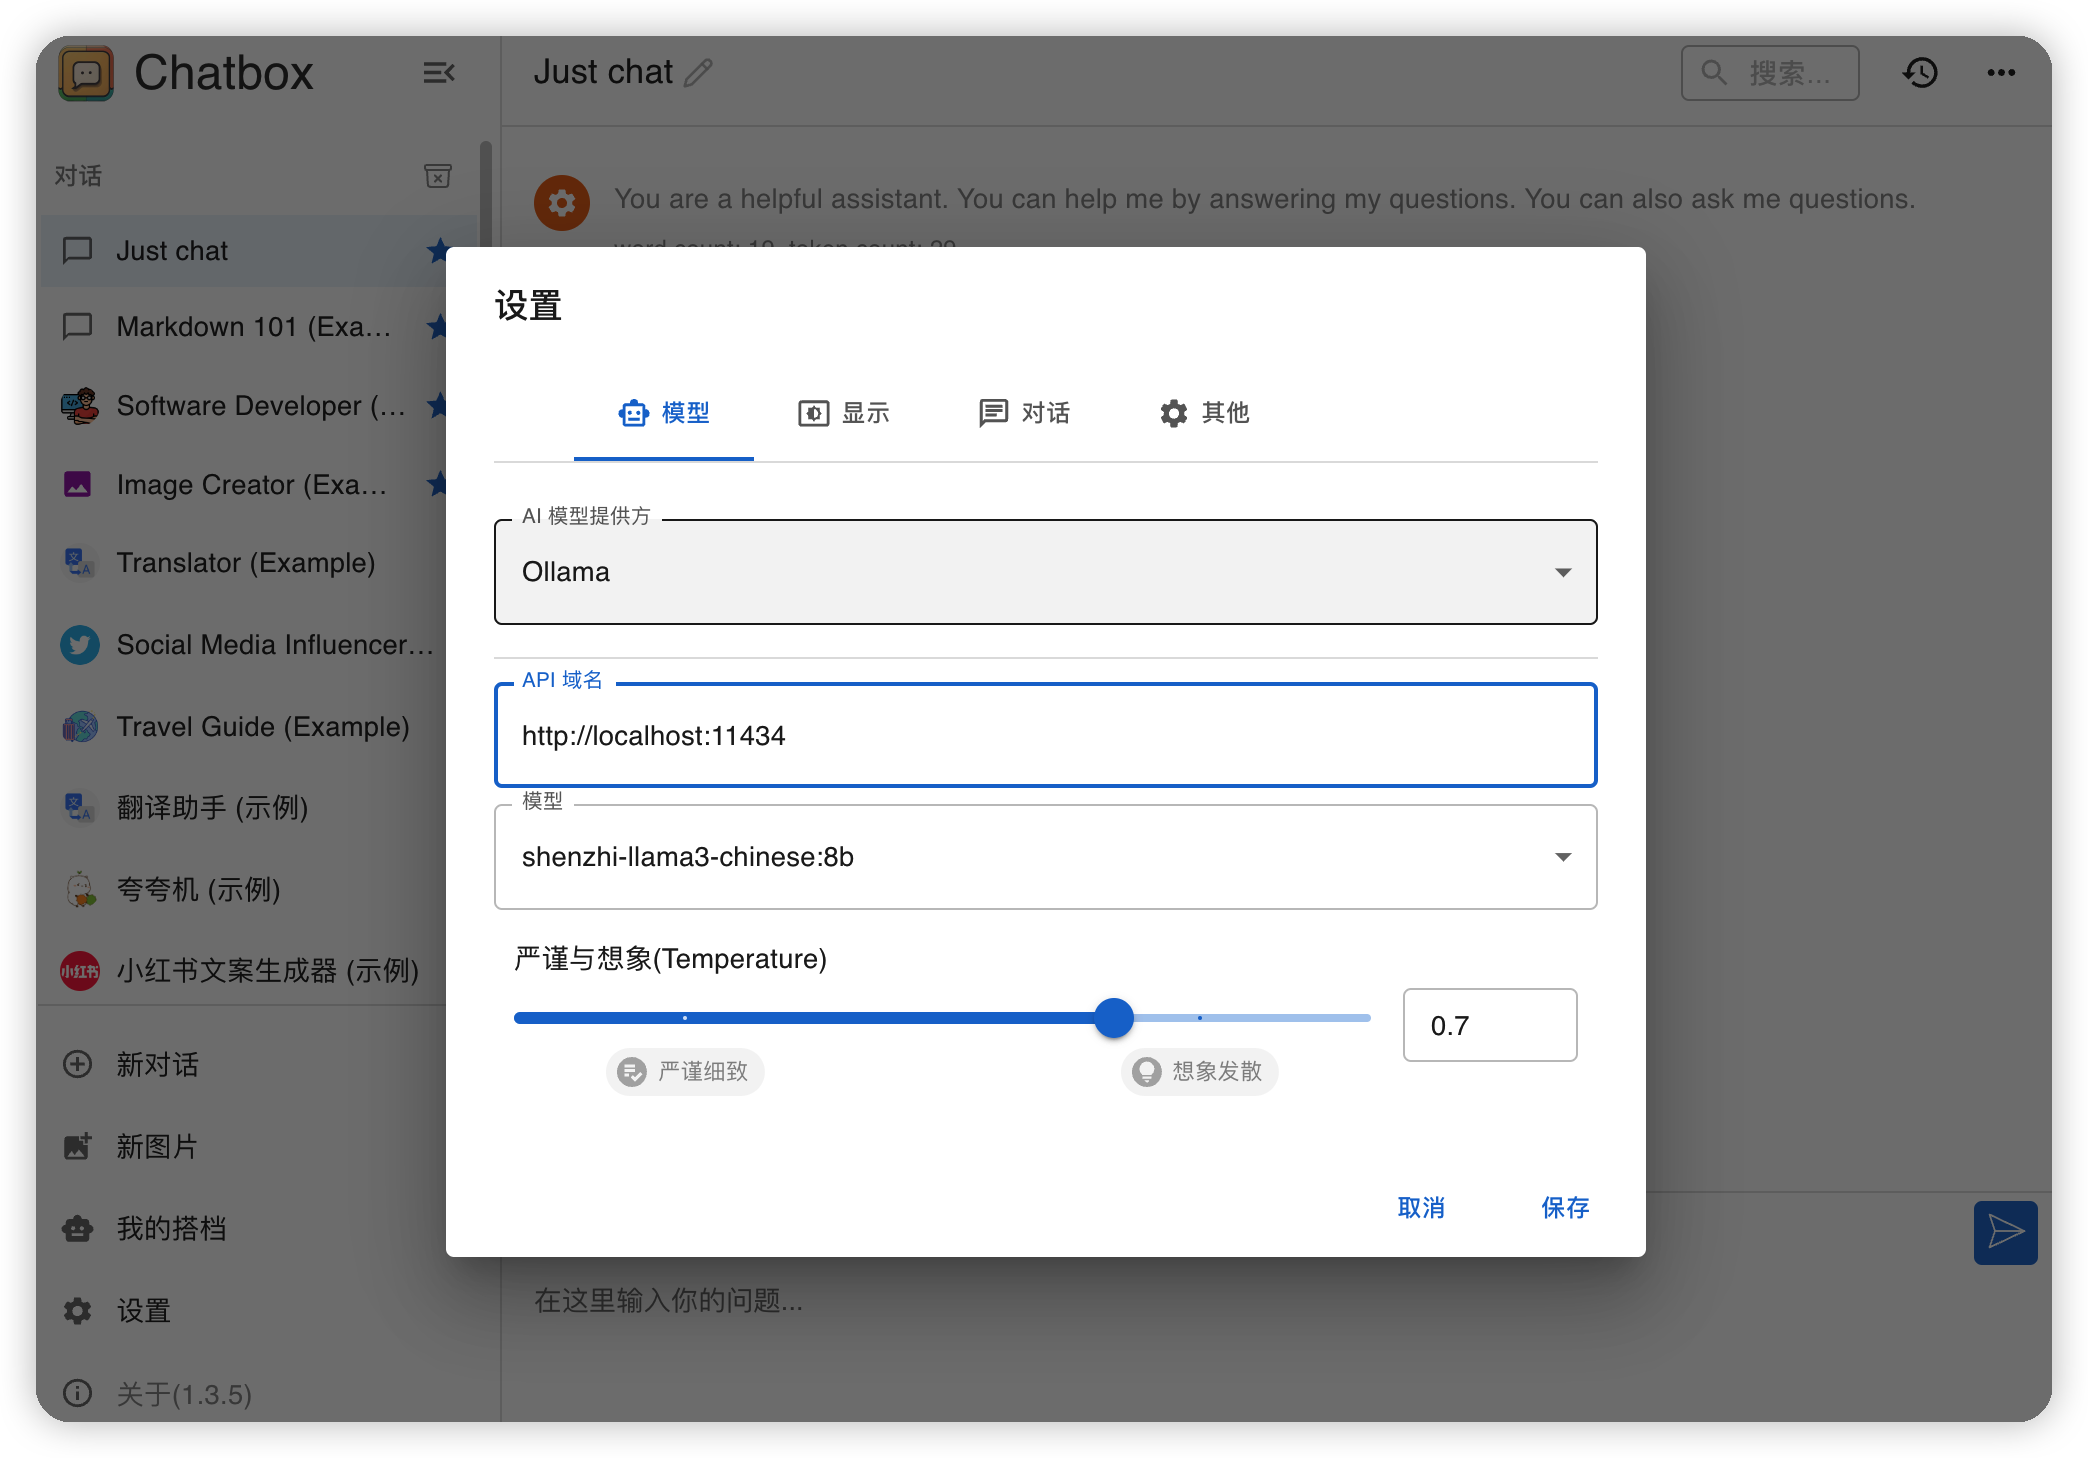 Chatbox
对话
Just chat
Markdown 101 (Exa...
Software Developer (...
Image Creator (Exa...
Translator (Example)
Social Media Influencer...
Travel Guide (Example)
翻译助手 (示例)
夸夸机 (示例)
小红书
小红书文案生成器 (示例)
新对话
新图片
我的搭档
设置
关于(1.3.5)
Just chat
搜索...
You are a helpful assistant. You can help me by answering my questions. You can also ask me questions.
设置
模型
显示
对话
其他
AI 模型提供方
Ollama
API 域名
http://localhost:11434
模型
shenzhi-llama3-chinese:8b
严谨与想象(Temperature)
0.7
严谨细致
想象发散
取消
保存
在这里输入你的问题...